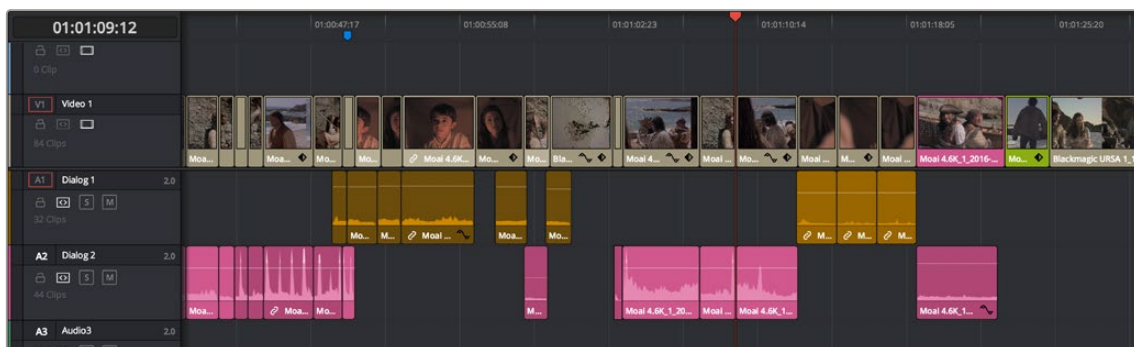 01:01:09:12
01:00:47:17 01:00:55:08 01:01:02:23 01:01:10:14 01:01:18:05 01:01:25:20
0 Clip
V1 Video 1
84 Clips
Moa... Moa... Mo... Mo... Moai 4.6K... Mo... Mo... Bla... Moai 4... Moai ... Mo... Moai ... M... Moai ... Moai 4.6K_1_2016-... Mo... Blackmagic URSA 1_1
A1 Dialog 1 2.0
S M
32 Clips
Mo... M... Moai ... Moa... Mo... M... M... M...
A2 Dialog 2 2.0
S M
44 Clips
Moa... Moa... Mo... M... Moai 4.6K_1_20... Moai ... Moai 4.6K_1... Moai 4.6K_1...
A3 Audio3 2.0